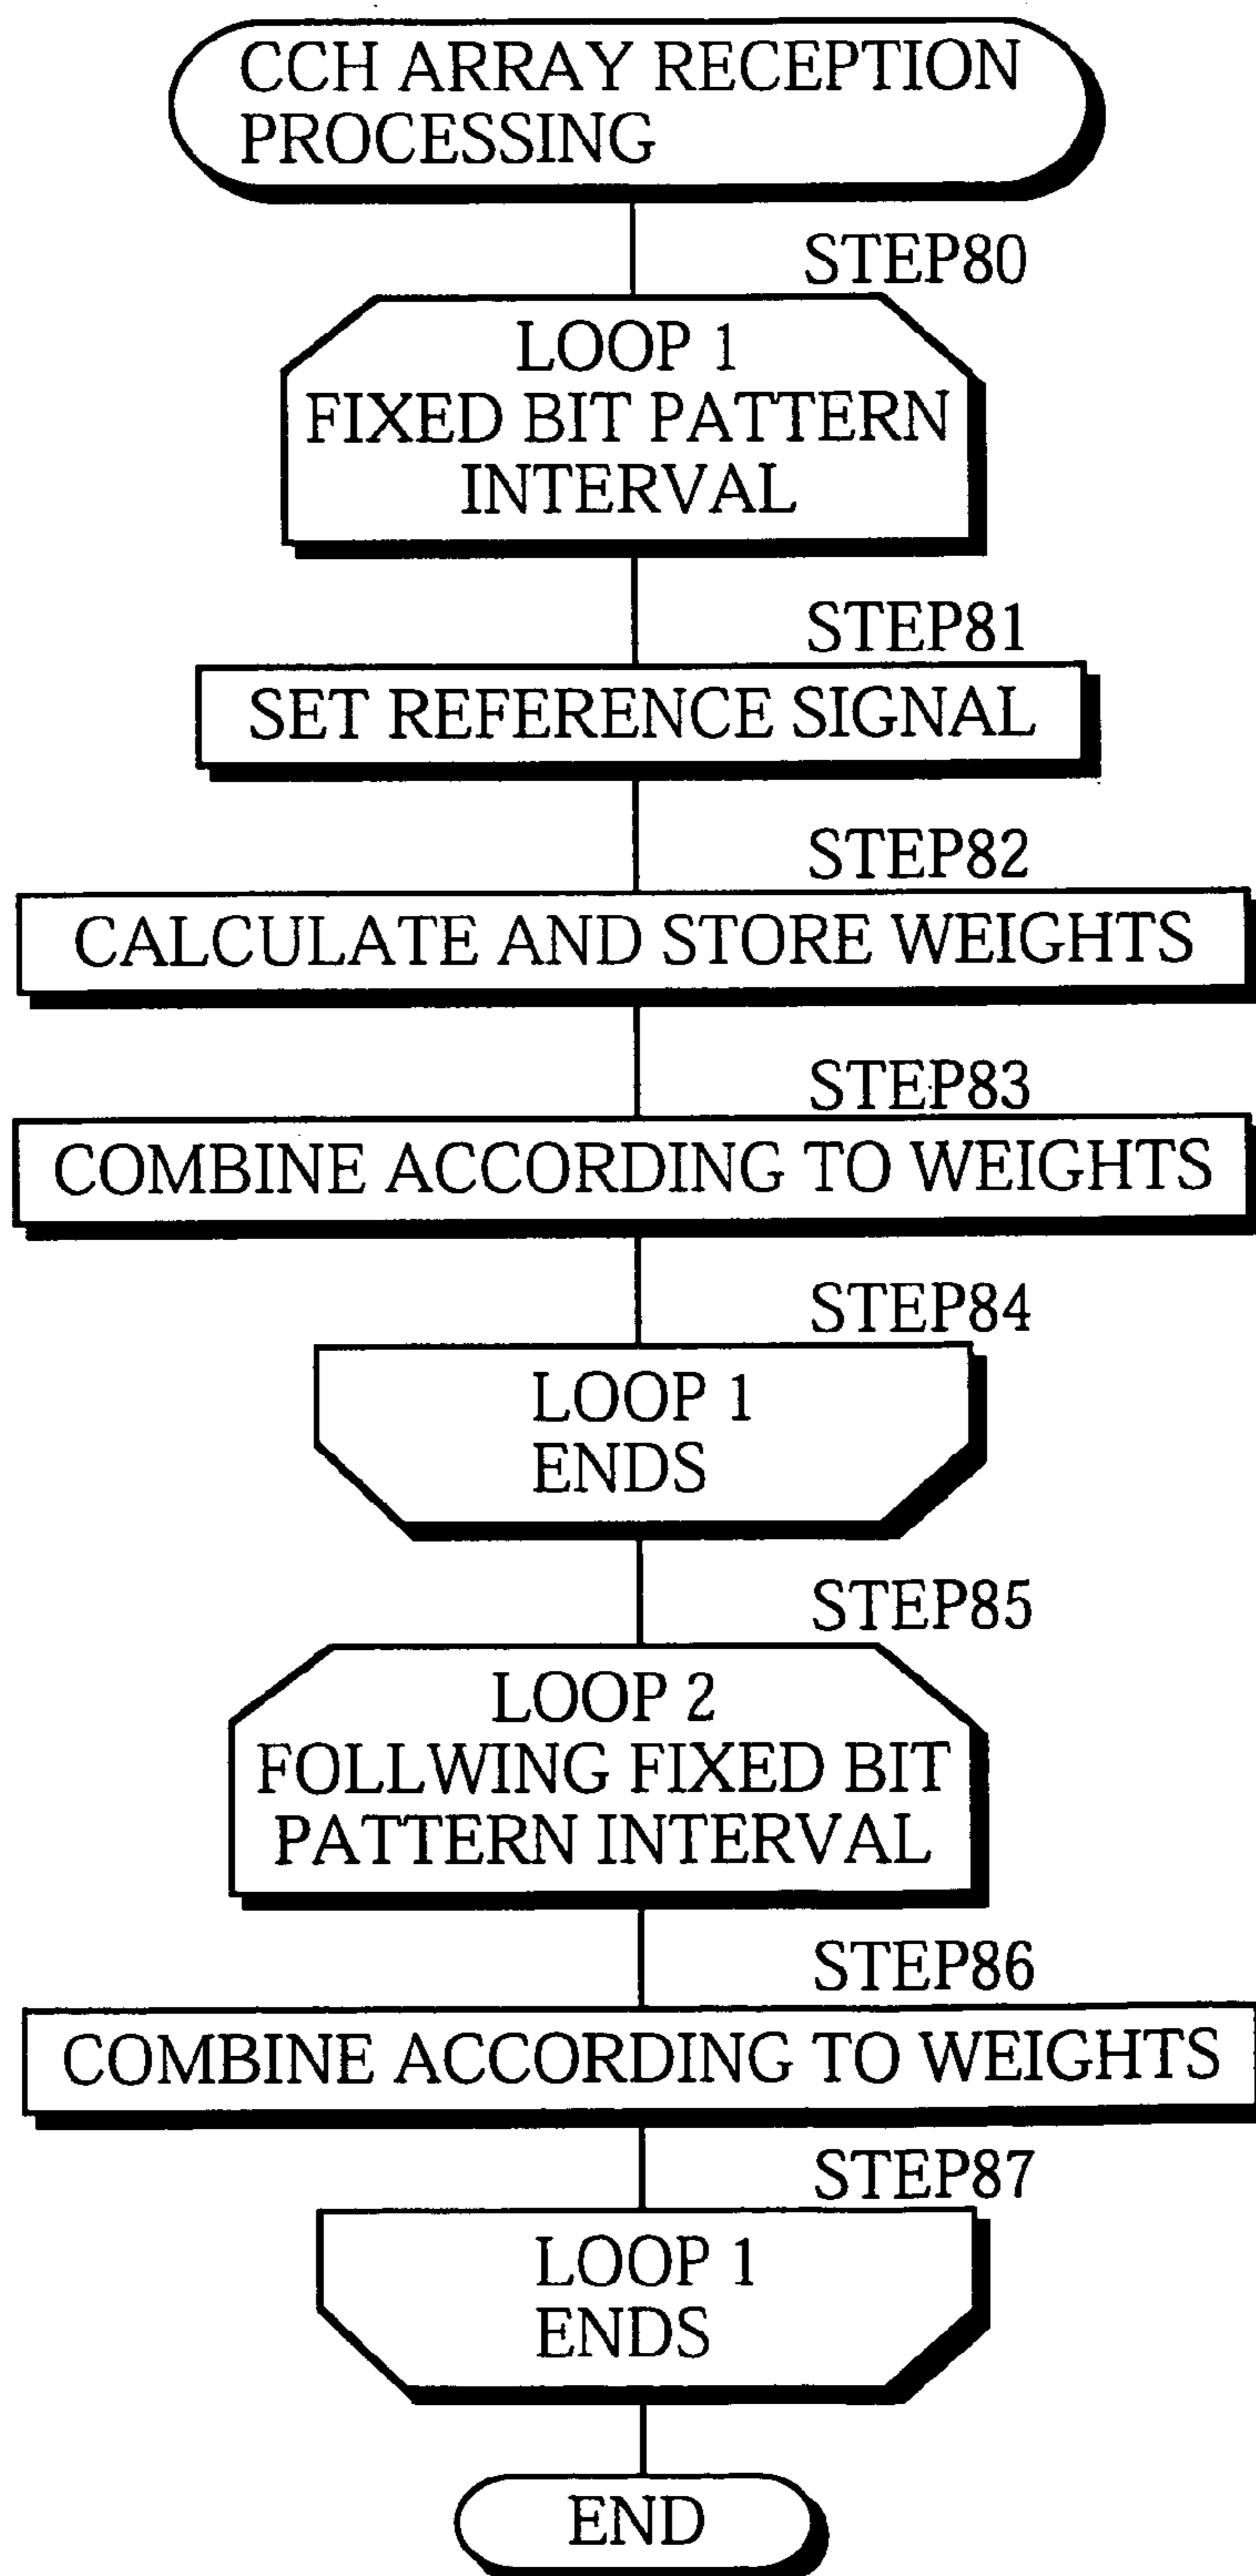 CCH ARRAY RECEPTION
PROCESSING
STEP80
LOOP 1
FIXED BIT PATTERN
INTERVAL
STEP81
SET REFERENCE SIGNAL
STEP82
CALCULATE AND STORE WEIGHTS
STEP83
COMBINE ACCORDING TO WEIGHTS
STEP84
LOOP 1
ENDS
STEP85
LOOP 2
FOLLWING FIXED BIT
PATTERN INTERVAL
STEP86
COMBINE ACCORDING TO WEIGHTS
STEP87
LOOP 1
ENDS
END